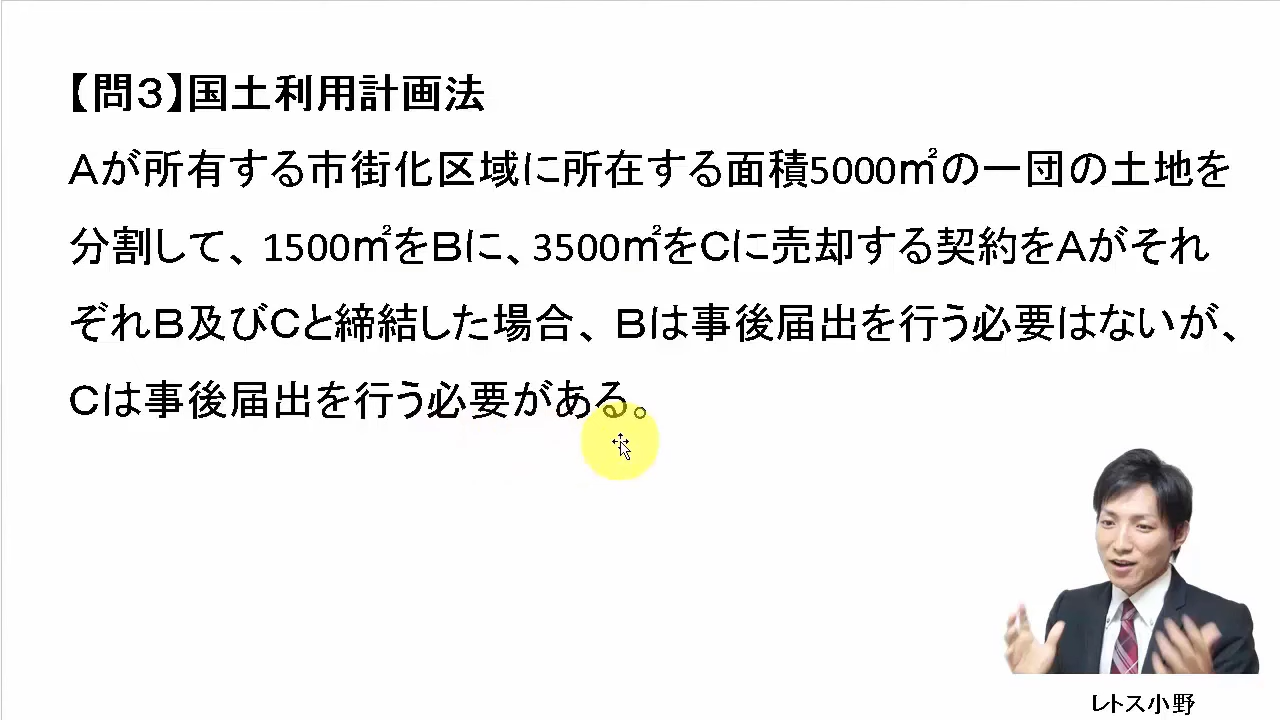 【問３】国土利用計画法
Ａが所有する市街化区域に所在する面積5000㎡の一団の土地を
分割して、1500㎡をＢに、3500㎡をＣに売却する契約をＡがそれ
ぞれＢ及びＣと締結した場合、Ｂは事後届出を行う必要はないが、
Ｃは事後届出を行う必要がある。
レトス小野